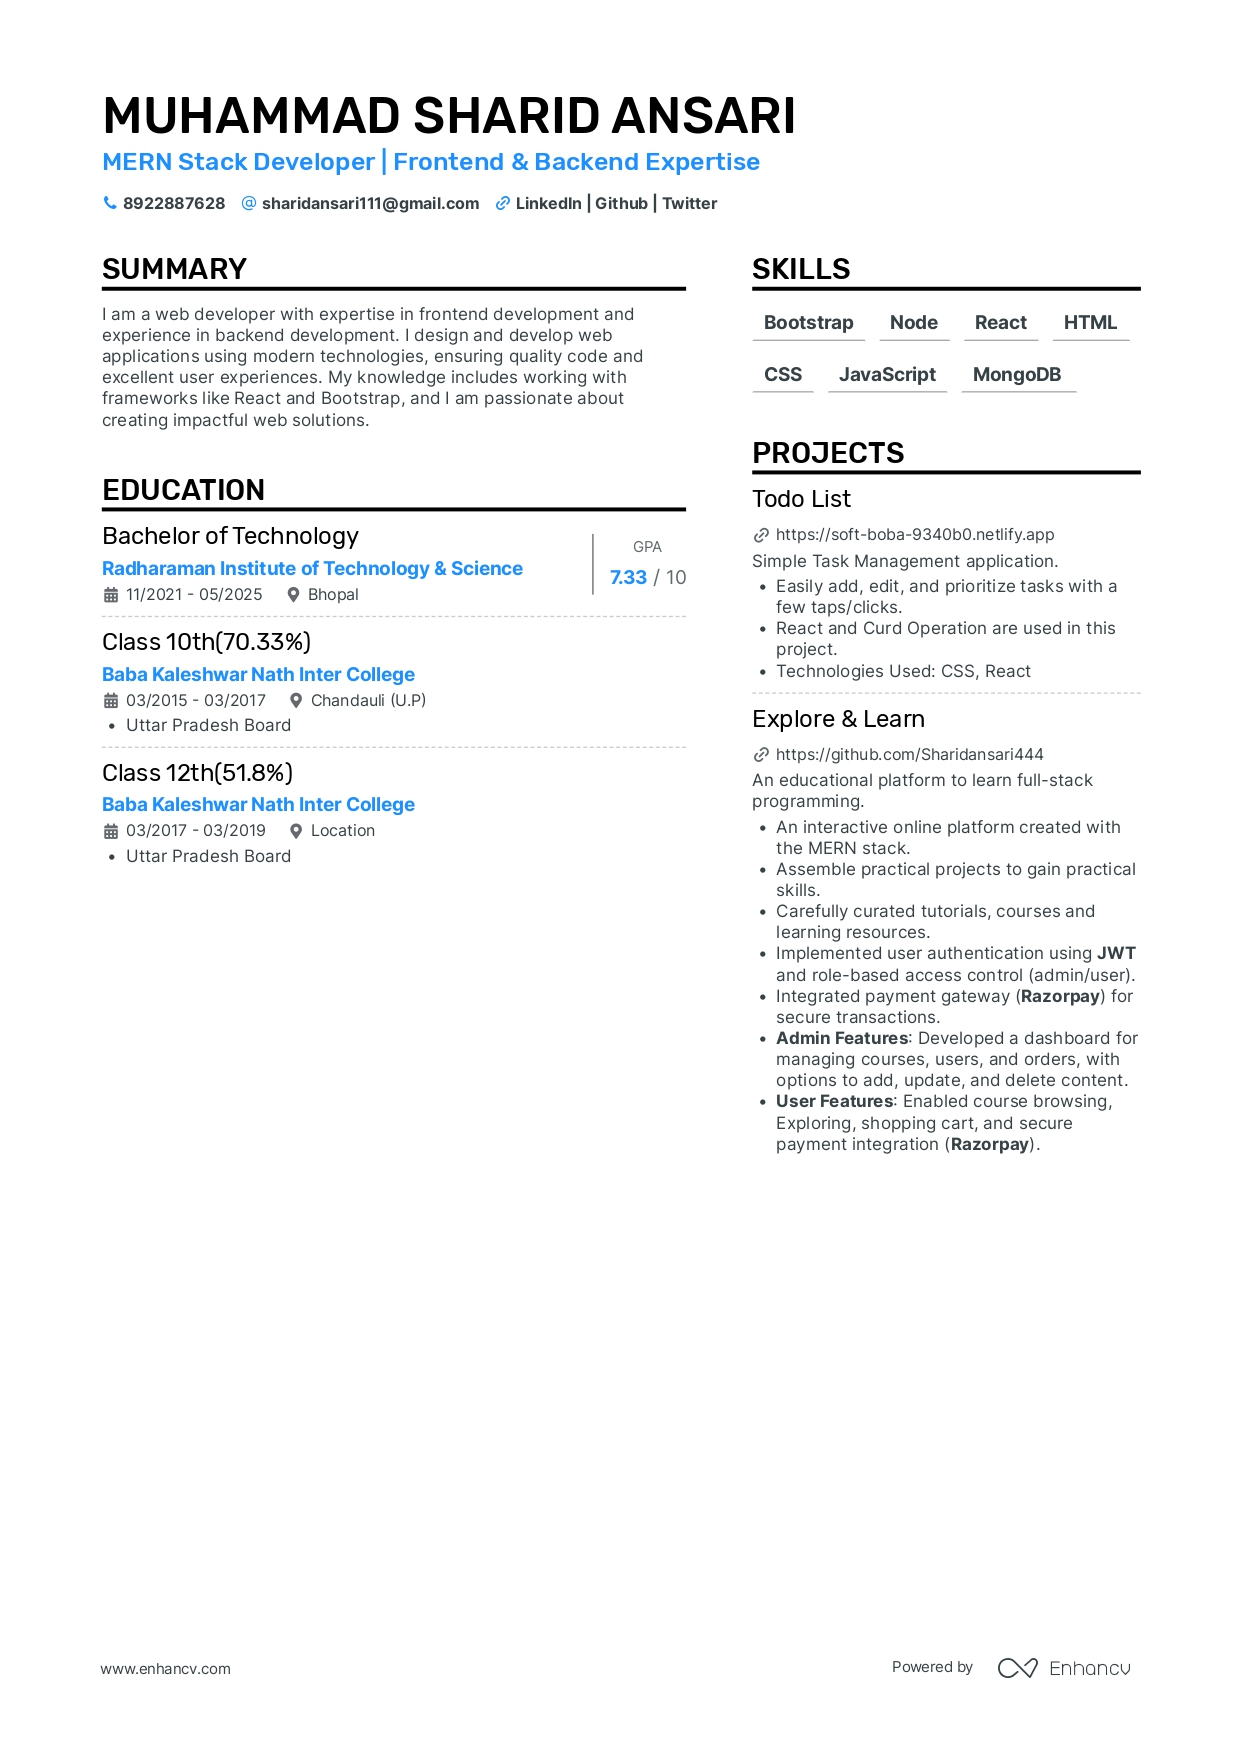 MUHAMMAD SHARID ANSARI
MERN Stack Developer | Frontend & Backend Expertise
8922887628 @ sharidansari111@gmail.com LinkedIn | Github | Twitter
SUMMARY
I am a web developer with expertise in frontend development and
experience in backend development. I design and develop web
applications using modern technologies, ensuring quality code and
excellent user experiences. My knowledge includes working with
frameworks like React and Bootstrap, and I am passionate about
creating impactful web solutions.
EDUCATION
Bachelor of Technology
Radharaman Institute of Technology & Science
11/2021 - 05/2025 Bhopal
GPA
7.33 / 10
Class 10th(70.33%)
Baba Kaleshwar Nath Inter College
03/2015 - 03/2017 Chandauli (U.P)
• Uttar Pradesh Board
Class 12th(51.8%)
Baba Kaleshwar Nath Inter College
03/2017 - 03/2019 Location
• Uttar Pradesh Board
SKILLS
Bootstrap Node React HTML
CSS JavaScript MongoDB
PROJECTS
Todo List
https://soft-boba-9340b0.netlify.app
Simple Task Management application.
• Easily add, edit, and prioritize tasks with a
few taps/clicks.
• React and Curd Operation are used in this
project.
• Technologies Used: CSS, React
Explore & Learn
https://github.com/Sharidansari444
An educational platform to learn full-stack
programming.
• An interactive online platform created with
the MERN stack.
• Assemble practical projects to gain practical
skills.
• Carefully curated tutorials, courses and
learning resources.
• Implemented user authentication using JWT
and role-based access control (admin/user).
• Integrated payment gateway (Razorpay) for
secure transactions.
• Admin Features: Developed a dashboard for
managing courses, users, and orders, with
options to add, update, and delete content.
• User Features: Enabled course browsing,
Exploring, shopping cart, and secure
payment integration (Razorpay).
www.enhancv.com
Powered by Enhancv